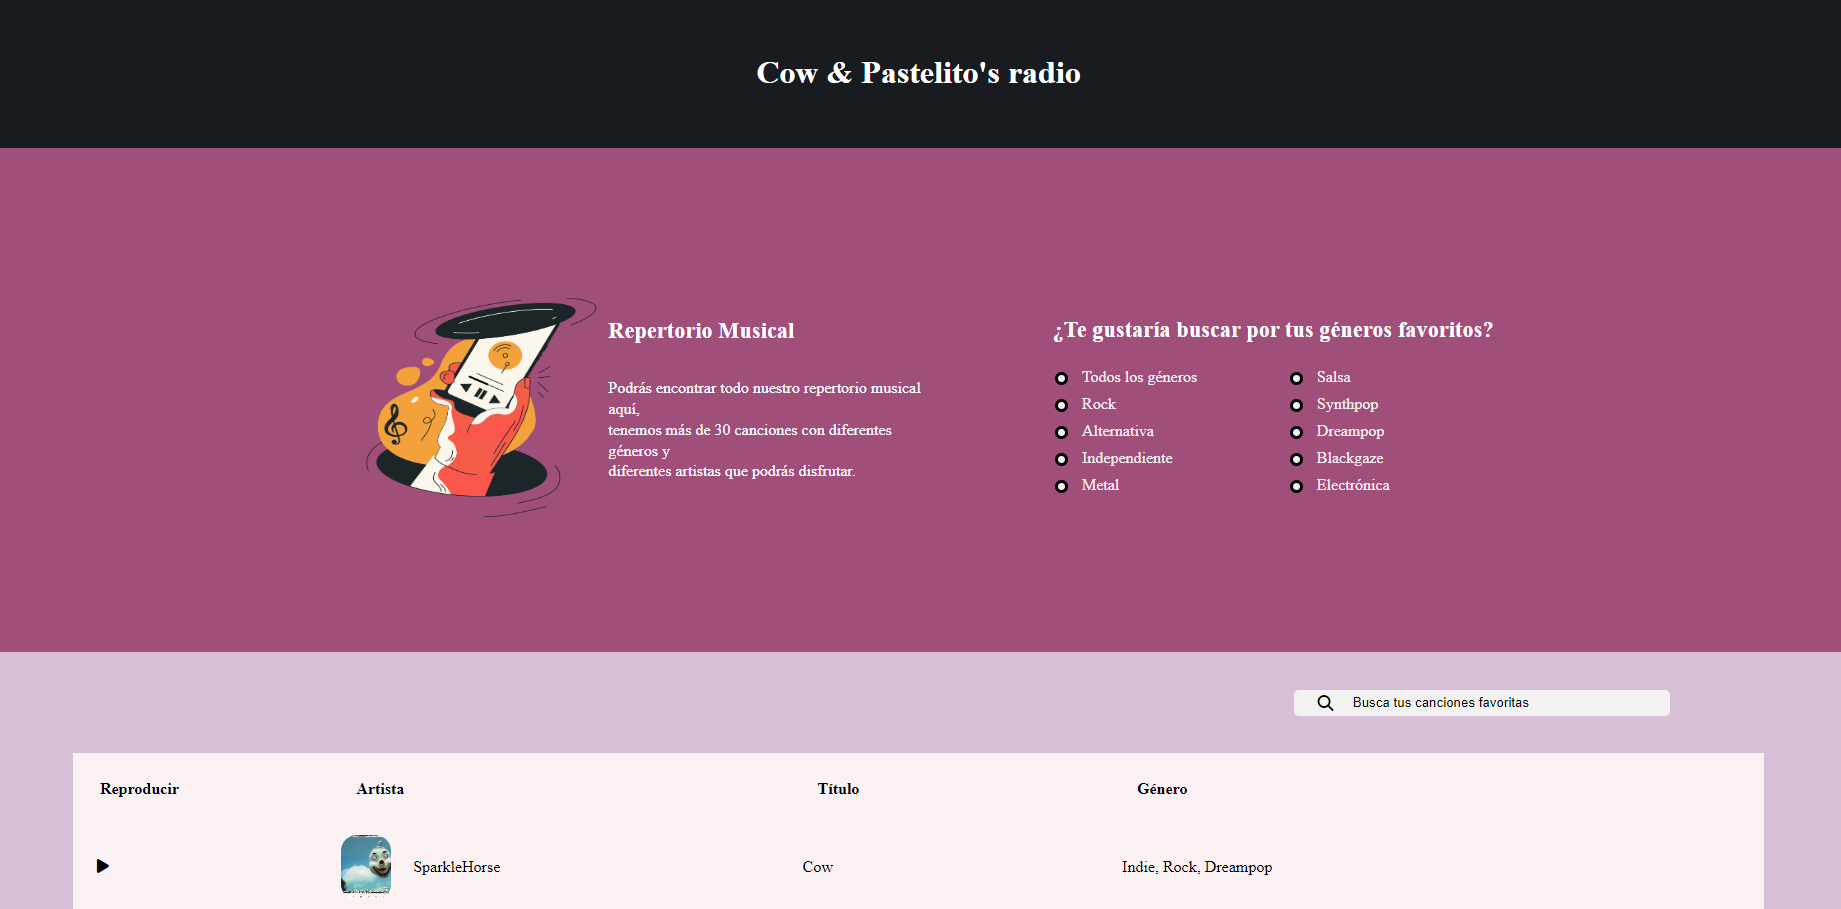 Cow & Pastelito's radio
Repertorio Musical
Podrás encontrar todo nuestro repertorio musical
aquí,
tenemos más de 30 canciones con diferentes
géneros y
diferentes artistas que podrás disfrutar.
¿Te gustaría buscar por tus géneros favoritos?
Todos los géneros
Rock
Alternativa
Independiente
Metal
Salsa
Synthpop
Dreampop
Blackgaze
Electrónica
Busca tus canciones favoritas
Reproducir Artista Título Género
SparkleHorse Cow Indie, Rock, Dreampop